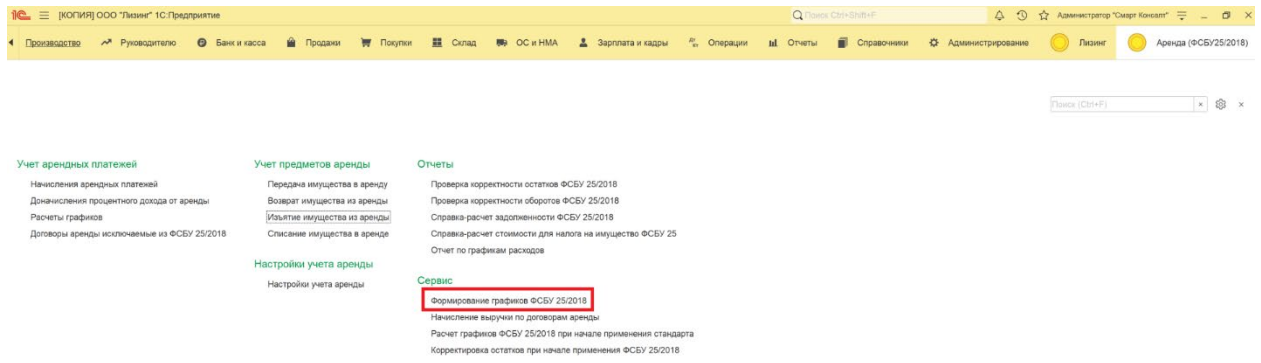 1С [КОПИЯ] ООО "Лизинг" 1С:Предприятие Поиск Ctrl+Shift+F Администратор "Смарт Консалт"
Производство Руководителю Банк и касса Продажи Покупки Склад ОС и НМА Зарплата и кадры Дт Кт Операции Отчеты Справочники Администрирование Лизинг Аренда (ФСБУ25/2018)
Поиск (Ctrl+F) × ×
Учет арендных платежей
Начисления арендных платежей
Доначисления процентного дохода от аренды
Расчеты графиков
Договоры аренды исключаемые из ФСБУ 25/2018
Учет предметов аренды
Передача имущества в аренду
Возврат имущества из аренды
Изъятие имущества из аренды
Списание имущества в аренде
Настройки учета аренды
Настройки учета аренды
Отчеты
Проверка корректности остатков ФСБУ 25/2018
Проверка корректности оборотов ФСБУ 25/2018
Справка-расчет задолженности ФСБУ 25/2018
Справка-расчет стоимости для налога на имущество ФСБУ 25
Отчет по графикам расходов
Сервис
Формирование графиков ФСБУ 25/2018
Начисление выручки по договорам аренды
Расчет графиков ФСБУ 25/2018 при начале применения стандарта
Корректировка остатков при начале применения ФСБУ 25/2018